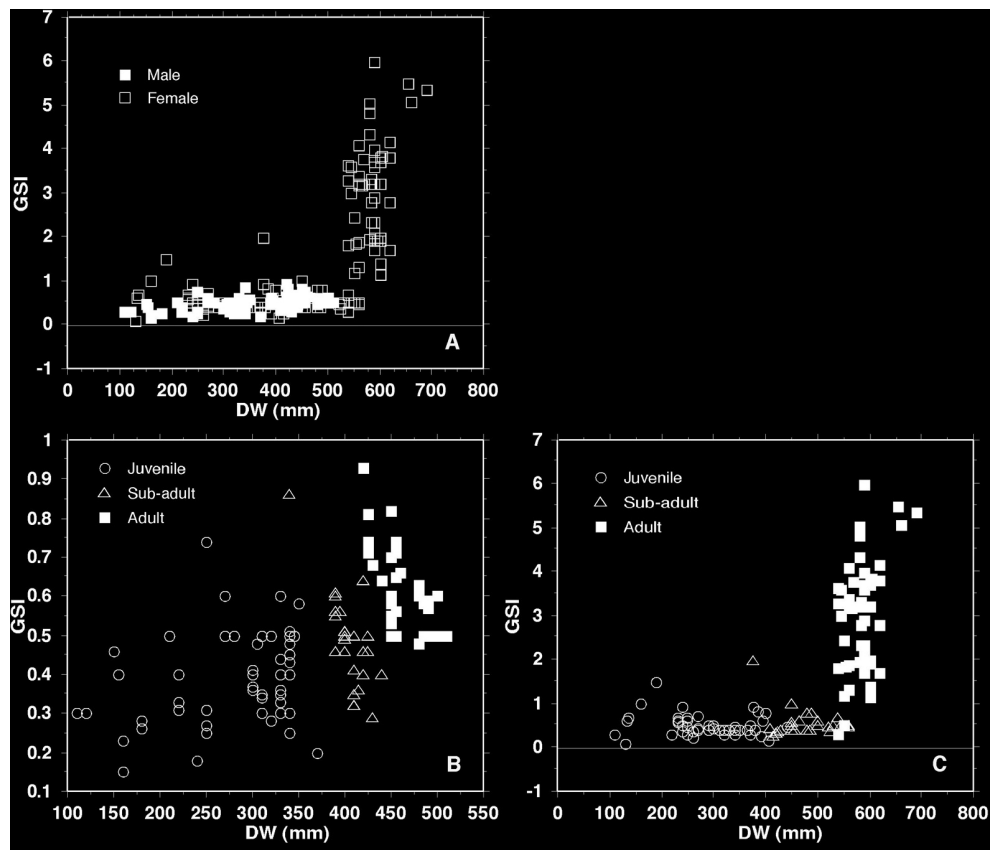 7
6
Male
Female
5
4
GSI
3
2
1
0
A
-1
0 100 200 300 400 500 600 700 800
DW (mm)
1
Juvenile
0.9
Sub-adult
Adult
0.8
0.7
0.6
GSI
0.5
0.4
0.3
0.2
B
0.1
100 150 200 250 300 350 400 450 500 550
DW (mm)
7
Juvenile
6
Sub-adult
Adult
5
4
3
GSI
2
1
0
C
-1
0 100 200 300 400 500 600 700 800
DW (mm)